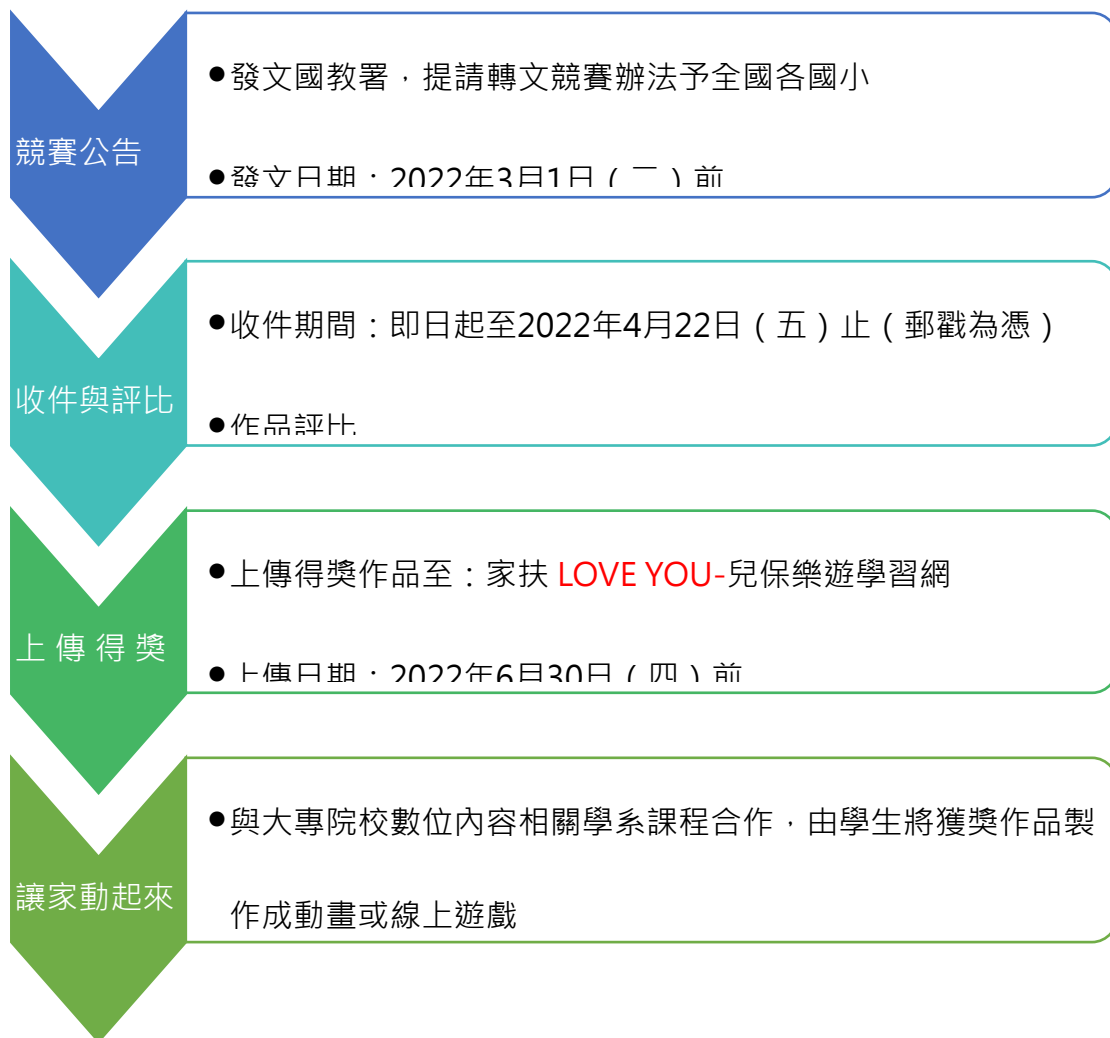 競賽公告
●發文國教署，提請轉文競賽辦法予全國各國小
●發文日期：2022年3月1日（二）前
收件與評比
●收件期間：即日起至2022年4月22日（五）止（郵戳為憑）
●作品評比
上傳得獎
●上傳得獎作品至：家扶 LOVE YOU-兒保樂遊學習網
●上傳日期：2022年6月30日（四）前
讓家動起來
●與大專院校數位內容相關學系課程合作，由學生將獲獎作品製
作成動畫或線上遊戲